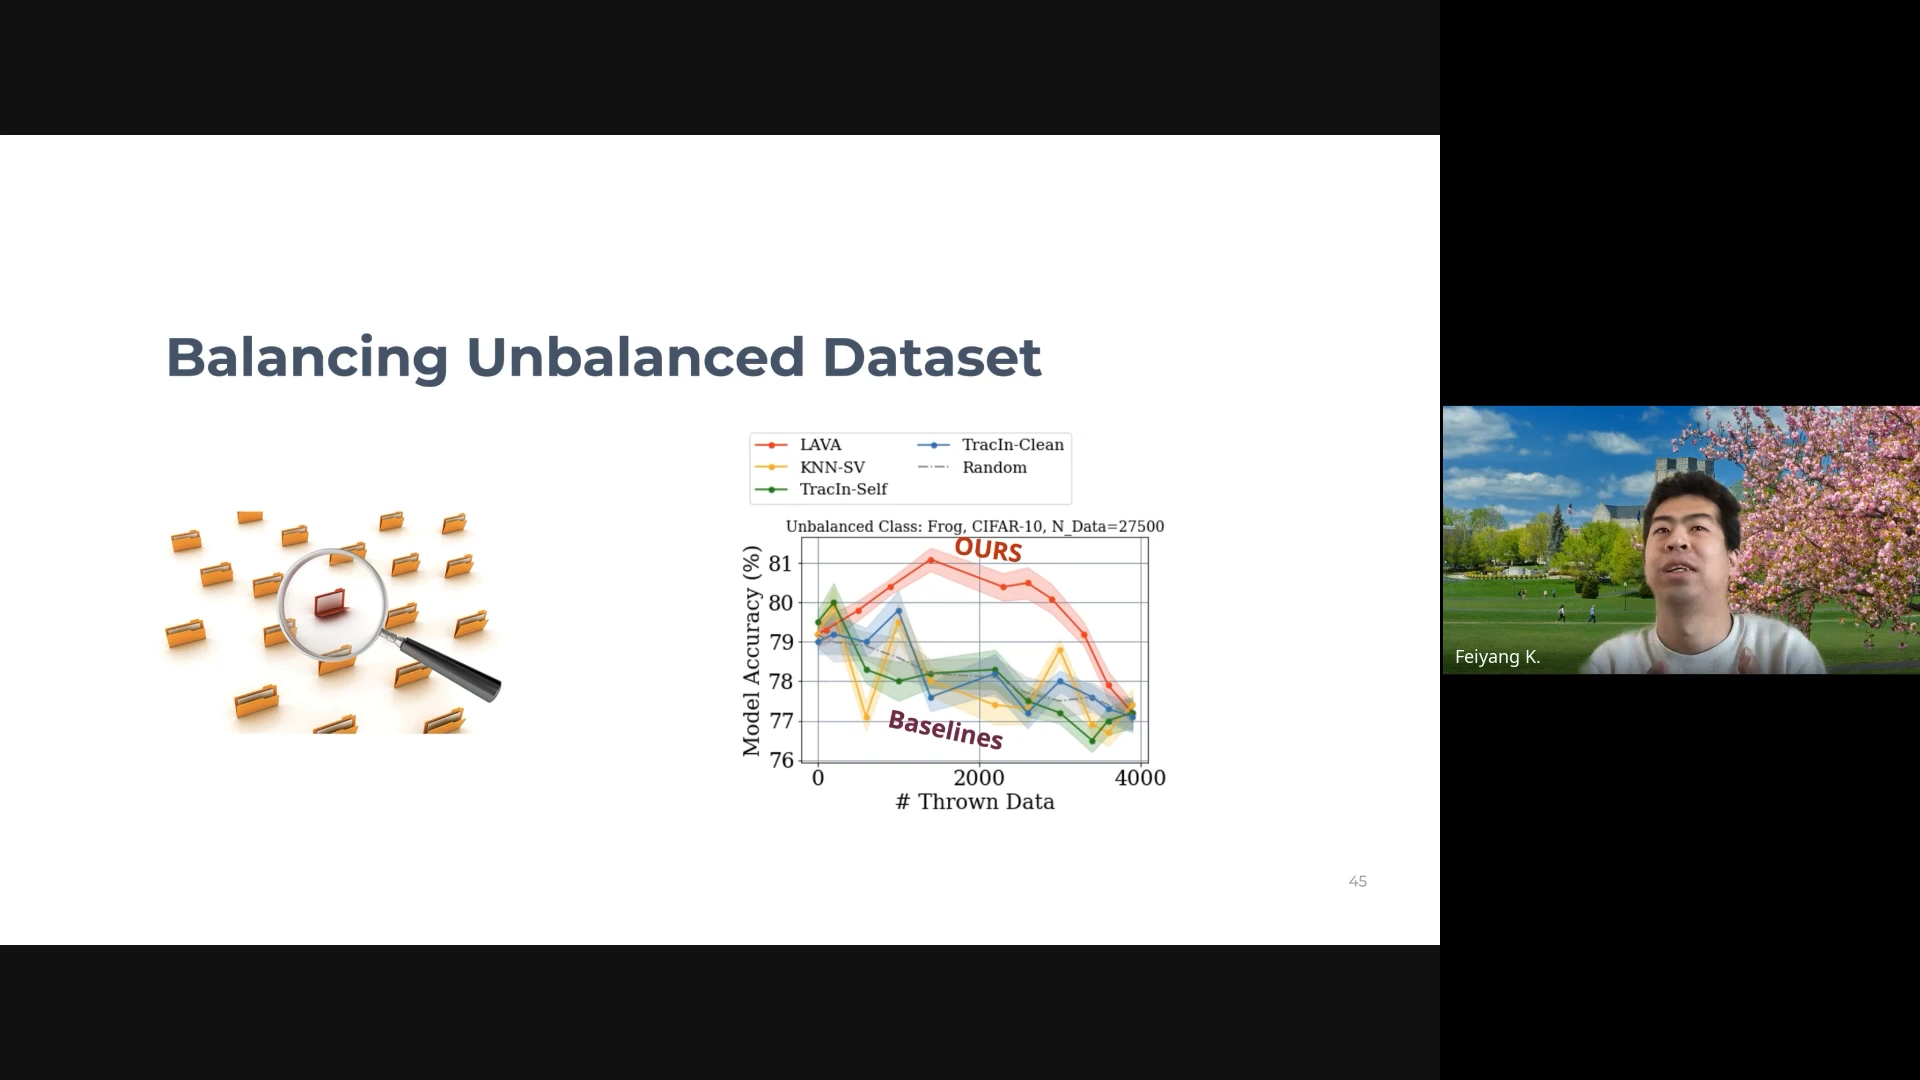 Balancing Unbalanced Dataset
LAVA
KNN-SV
TracIn-Self
TracIn-Clean
Random
Unbalanced Class: Frog, CIFAR-10, N_Data=27500
OURS
Baselines
Model Accuracy (%)
81
80
79
78
77
76
0 2000 4000
# Thrown Data
45
Feiyang K.